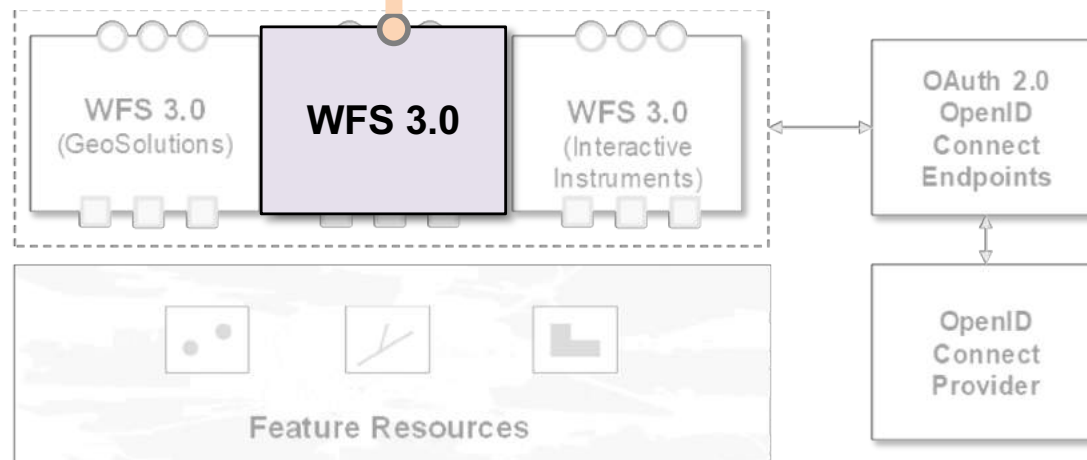 WFS 3.0
(GeoSolutions)
WFS 3.0
WFS 3.0
(Interactive
Instruments)
OAuth 2.0
OpenID
Connect
Endpoints
OpenID
Connect
Provider
Feature Resources